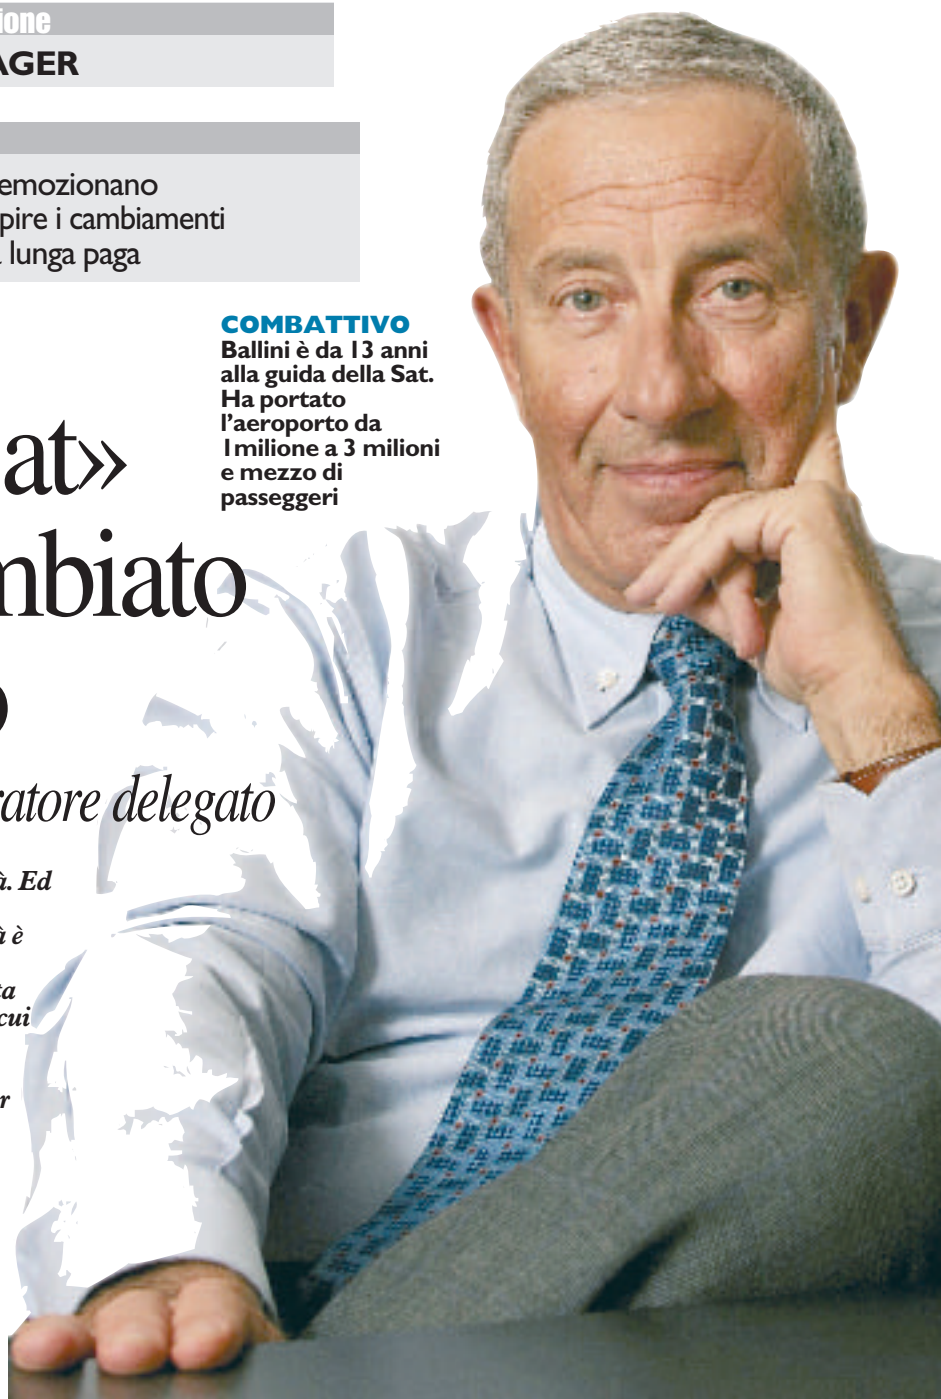 ione
AGER
emozionano
pire i cambiamenti
lunga paga
COMBATTIVO
Ballini è da 13 anni
alla guida della Sat.
Ha portato
l’aeroporto da
1milione a 3 milioni
e mezzo di
passeggeri
at»
mbiato
o
ratore delegato
à. Ed
à è
ta
cui
r